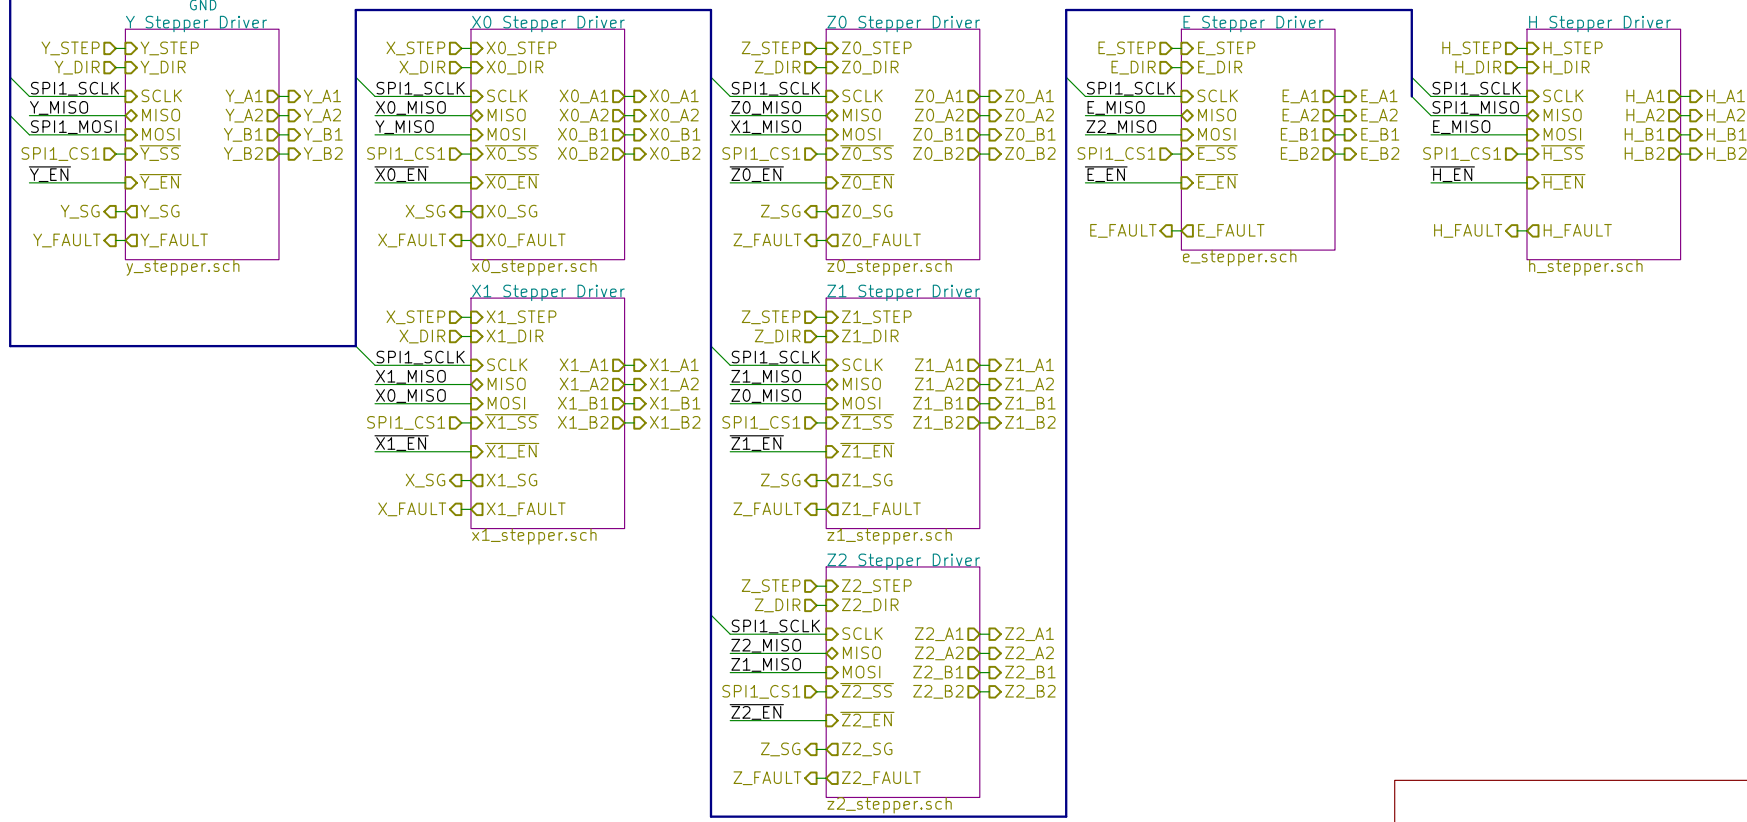 GND
Y Stepper Driver
Y_STEP Y_STEP
Y_DIR Y_DIR
SPI1_SCLK SCLK Y_A1 Y_A1
Y_MISO MISO Y_A2 Y_A2
SPI1_MOSI MOSI Y_B1 Y_B1
SPI1_CS1 Y_SS Y_B2 Y_B2
Y_EN Y_EN
Y_SG Y_SG
Y_FAULT Y_FAULT
y_stepper.sch
X0 Stepper Driver
X_STEP X0_STEP
X_DIR X0_DIR
SPI1_SCLK SCLK X0_A1 X0_A1
X0_MISO MISO X0_A2 X0_A2
Y_MISO MOSI X0_B1 X0_B1
SPI1_CS1 X0_SS X0_B2 X0_B2
X0_EN X0_EN
X_SG X0_SG
X_FAULT X0_FAULT
x0_stepper.sch
Z0 Stepper Driver
Z_STEP Z0_STEP
Z_DIR Z0_DIR
SPI1_SCLK SCLK Z0_A1 Z0_A1
Z0_MISO MISO Z0_A2 Z0_A2
X1_MISO MOSI Z0_B1 Z0_B1
SPI1_CS1 Z0_SS Z0_B2 Z0_B2
Z0_EN Z0_EN
Z_SG Z0_SG
Z_FAULT Z0_FAULT
z0_stepper.sch
E Stepper Driver
E_STEP E_STEP
E_DIR E_DIR
SPI1_SCLK SCLK E_A1 E_A1
E_MISO MISO E_A2 E_A2
Z2_MISO MOSI E_B1 E_B1
SPI1_CS1 E_SS E_B2 E_B2
E_EN E_EN
E_FAULT E_FAULT
e_stepper.sch
H Stepper Driver
H_STEP H_STEP
H_DIR H_DIR
SPI1_SCLK SCLK H_A1 H_A1
SPI1_MISO MISO H_A2 H_A2
E_MISO MOSI H_B1 H_B1
SPI1_CS1 H_SS H_B2 H_B2
H_EN H_EN
H_FAULT H_FAULT
h_stepper.sch
X1 Stepper Driver
X_STEP X1_STEP
X_DIR X1_DIR
SPI1_SCLK SCLK X1_A1 X1_A1
X1_MISO MISO X1_A2 X1_A2
X0_MISO MOSI X1_B1 X1_B1
SPI1_CS1 X1_SS X1_B2 X1_B2
X1_EN X1_EN
X_SG X1_SG
X_FAULT X1_FAULT
x1_stepper.sch
Z1 Stepper Driver
Z_STEP Z1_STEP
Z_DIR Z1_DIR
SPI1_SCLK SCLK Z1_A1 Z1_A1
Z1_MISO MISO Z1_A2 Z1_A2
Z0_MISO MOSI Z1_B1 Z1_B1
SPI1_CS1 Z1_SS Z1_B2 Z1_B2
Z1_EN Z1_EN
Z_SG Z1_SG
Z_FAULT Z1_FAULT
z1_stepper.sch
Z2 Stepper Driver
Z_STEP Z2_STEP
Z_DIR Z2_DIR
SPI1_SCLK SCLK Z2_A1 Z2_A1
Z2_MISO MISO Z2_A2 Z2_A2
Z1_MISO MOSI Z2_B1 Z2_B1
SPI1_CS1 Z2_SS Z2_B2 Z2_B2
Z2_EN Z2_EN
Z_SG Z2_SG
Z_FAULT Z2_FAULT
z2_stepper.sch